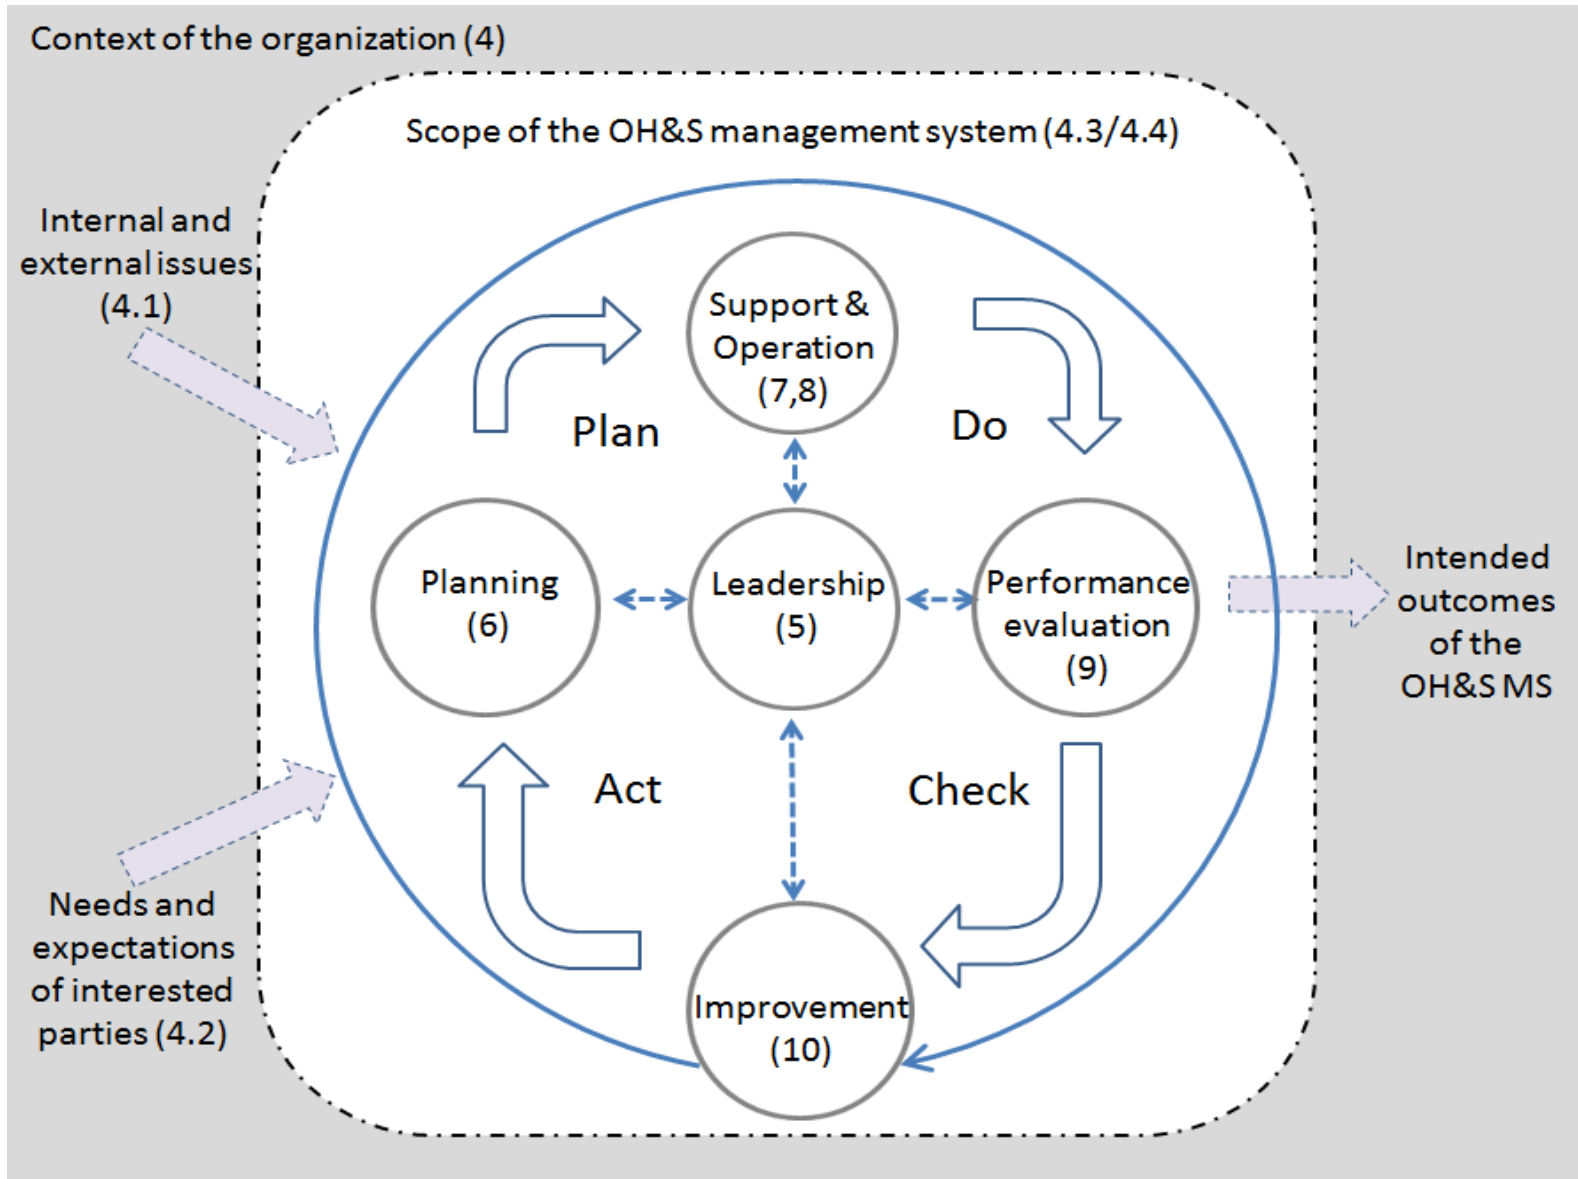 Context of the organization (4)
Scope of the OH&S management system (4.3/4.4)
Internal and
external issues
(4.1)
Support &
Operation
(7,8)
Plan
Do
Planning
(6)
Leadership
(5)
Performance
evaluation
(9)
Intended
outcomes
of the
OH&S MS
Act
Check
Needs and
expectations
of interested
parties (4.2)
Improvement
(10)